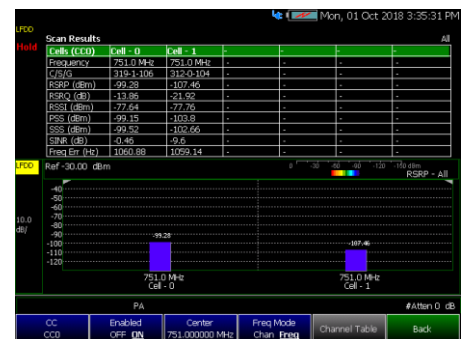 Mon, 01 Oct 2018 3:35:31 PM
LFDD
Scan Results All
Hold
Cells (CC0) Cell - 0 Cell - 1 - - - -
Frequency 751.0 MHz 751.0 MHz - - - -
C/S/G 319-1-106 312-0-104 - - - -
RSRP (dBm) -99.28 -107.46 - - - -
RSRQ (dB) -13.86 -21.92 - - - -
RSSI (dBm) -77.64 -77.76 - - - -
PSS (dBm) -99.15 -103.8 - - - -
SSS (dBm) -99.52 -102.66 - - - -
SINR (dB) -0.46 -9.6 - - - -
Freq Err (Hz) 1060.88 1059.14 - - - -
LFDD Ref -30.00 dBm 0 -30 -60 -90 -120 -150 dBm
RSRP - All
-40
-50
-60
-70
10.0 -80
dB/ -90
-99.28
-100 -107.46
-110
-120
751.0 MHz 751.0 MHz
Cell - 0 Cell - 1
PA #Atten 0 dB
CC Enabled Center Freq Mode Channel Table Back
CC0 OFF ON 751.000000 MHz Chan Freq